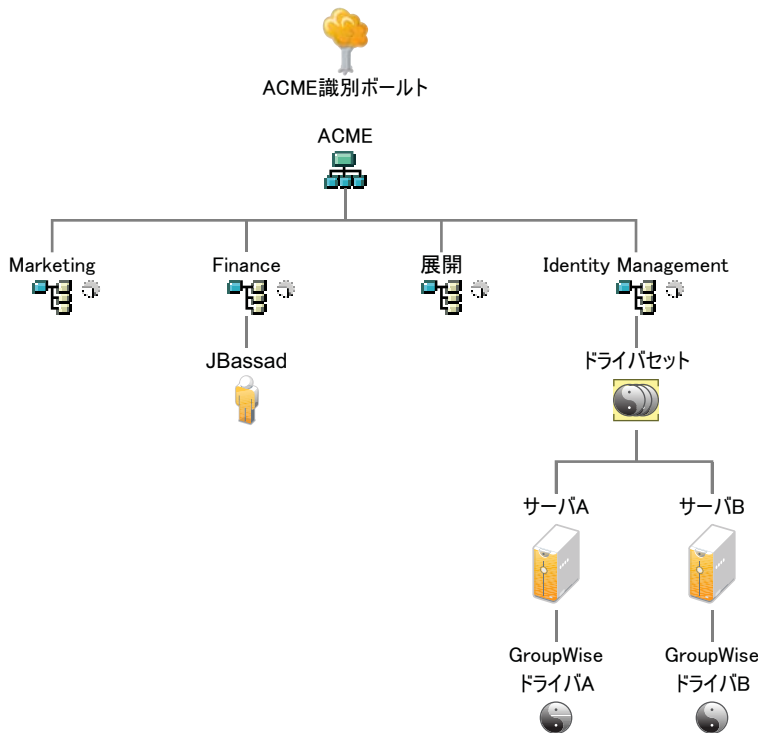 ACME識別ボールト
ACME
Marketing
Finance
展開
Identity Management
JBassad
ドライバセット
サーバA
サーバB
GroupWise
ドライバA
GroupWise
ドライバB